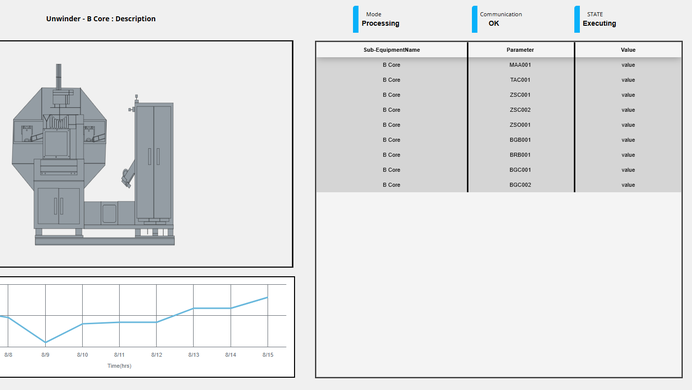 Unwinder - B Core : Description
Mode
Processing
Communication
OK
STATE
Executing
Sub-EquipmentName Parameter Value
B Core MAA001 value
B Core TAC001 value
B Core ZSC001 value
B Core ZSC002 value
B Core ZSO001 value
B Core BGB001 value
B Core BRB001 value
B Core BGC001 value
B Core BGC002 value
8/8 8/9 8/10 8/11 8/12 8/13 8/14 8/15
Time(hrs)